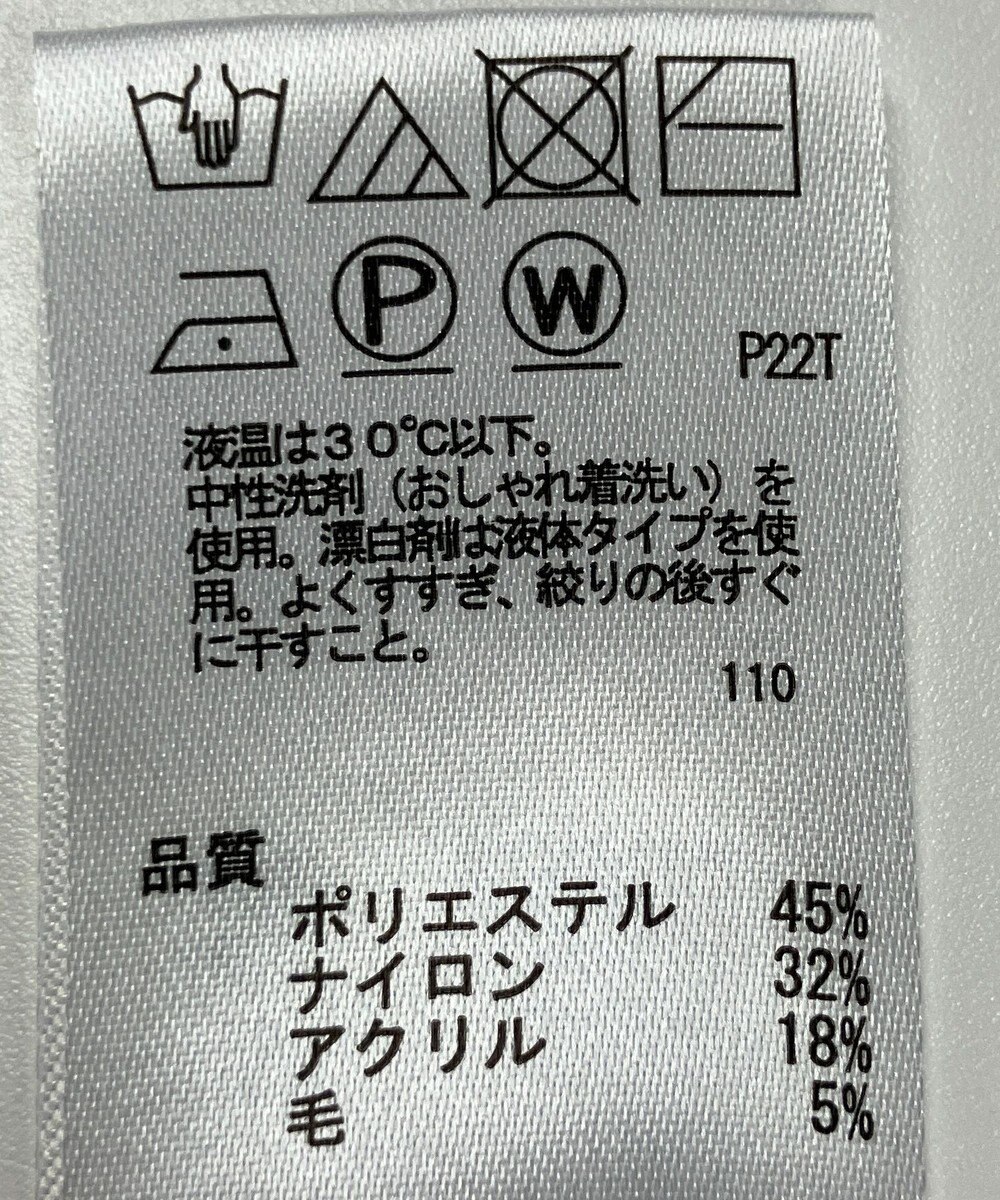 P W
P22T
液温は30℃以下。
中性洗剤（おしゃれ着洗い）を
使用。漂白剤は液体タイプを使
用。よくすすぎ、絞りの後すぐ
に干すこと。
110
品質
ポリエステル 45%
ナイロン 32%
アクリル 18%
毛 5%